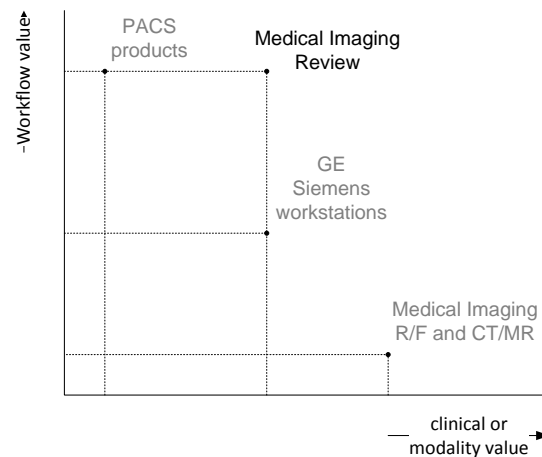 Workflow value
PACS
products
Medical Imaging
Review
GE
Siemens
workstations
Medical Imaging
R/F and CT/MR
clinical or
modality value